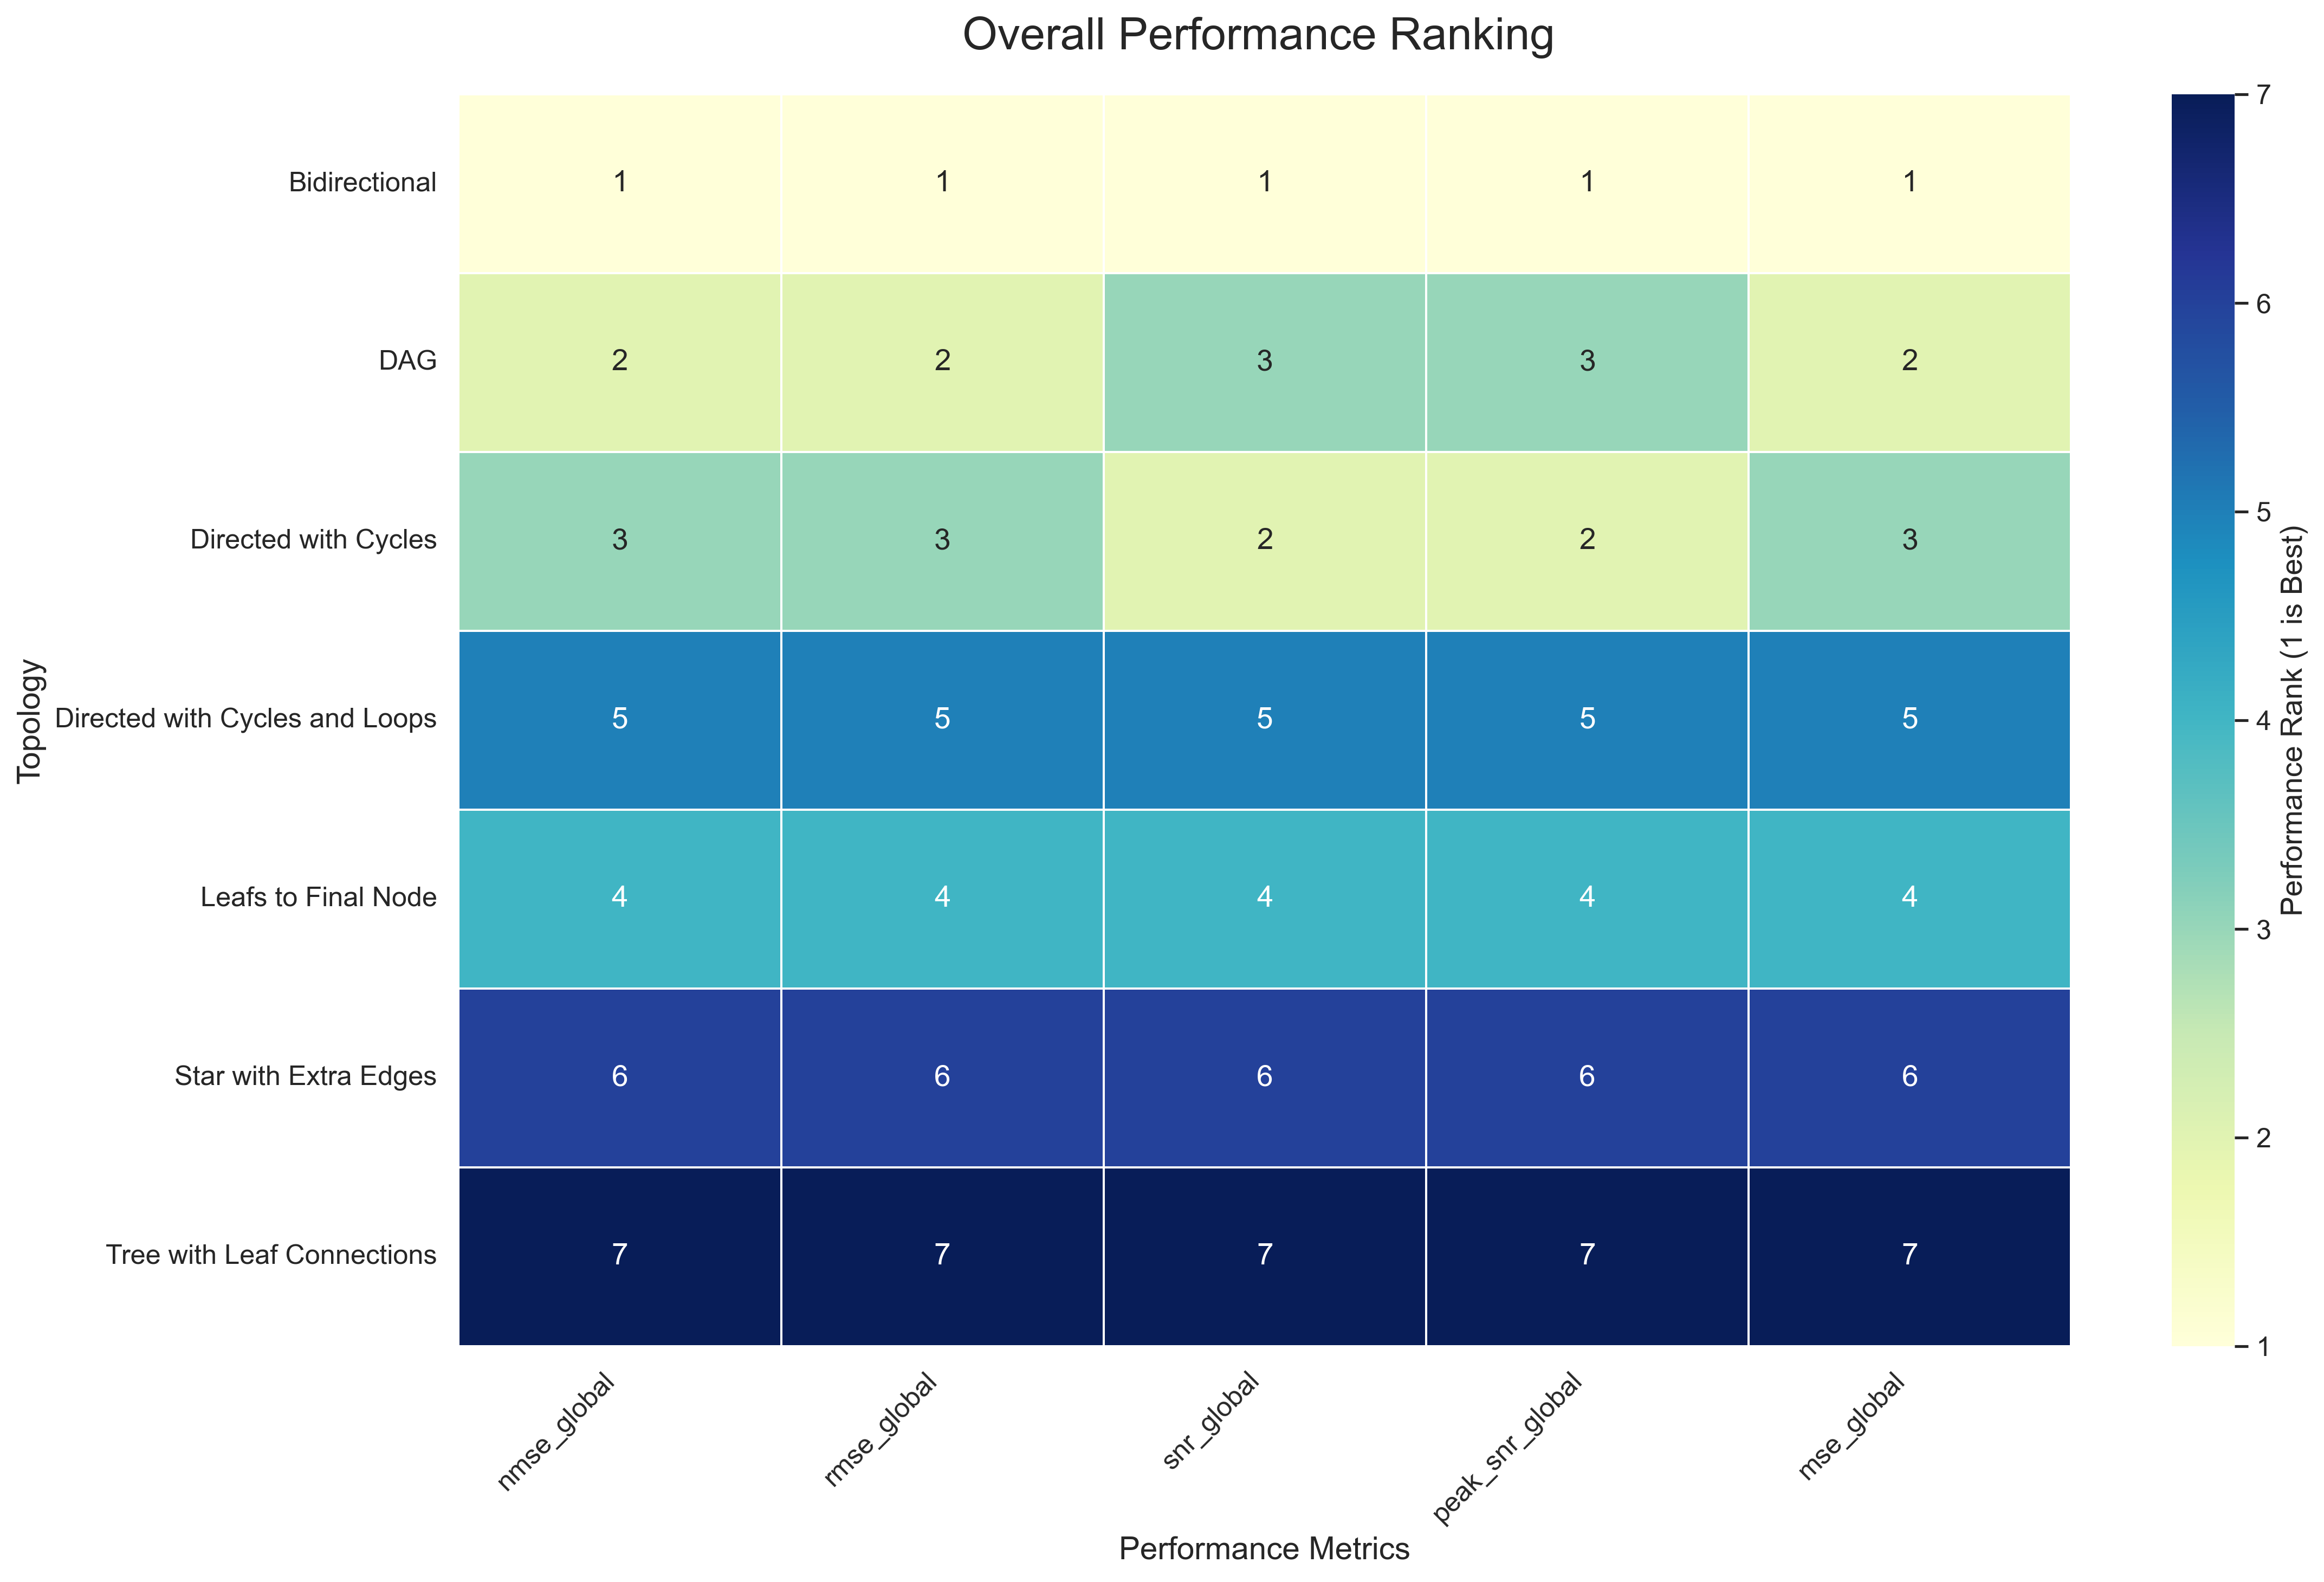 Overall Performance Ranking
Topology
Bidirectional 1 1 1 1 1
DAG 2 2 3 3 2
Directed with Cycles 3 3 2 2 3
Directed with Cycles and Loops 5 5 5 5 5
Leafs to Final Node 4 4 4 4 4
Star with Extra Edges 6 6 6 6 6
Tree with Leaf Connections 7 7 7 7 7
nmse_global rmse_global snr_global peak_snr_global mse_global
Performance Metrics
7
6
5
4
3
2
1
Performance Rank (1 is Best)